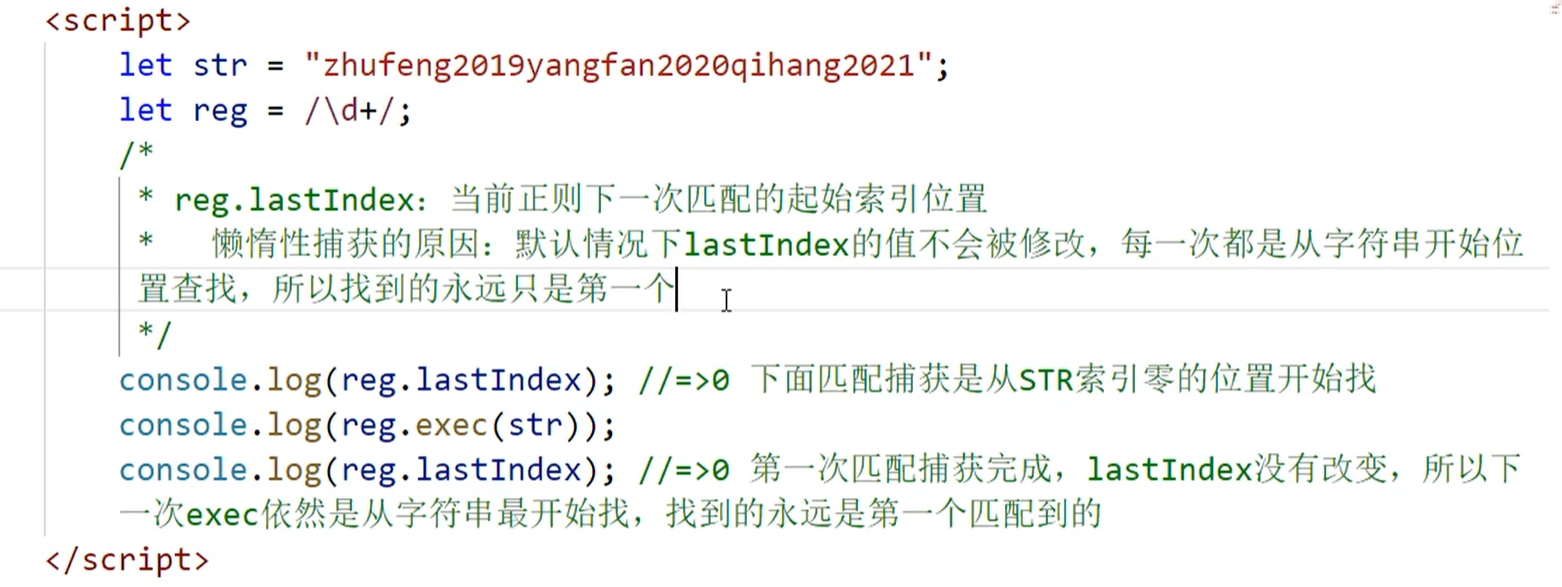 <script>
let str = "zhufeng2019yangfan2020qihang2021";
let reg = /\d+/;
/*
* reg.lastIndex：当前正则下一次匹配的起始索引位置
*   懒惰性捕获的原因：默认情况下lastIndex的值不会被修改，每一次都是从字符串开始位
置查找，所以找到的永远只是第一个
*/
console.log(reg.lastIndex); //=>0 下面匹配捕获是从STR索引零的位置开始找
console.log(reg.exec(str));
console.log(reg.lastIndex); //=>0 第一次匹配捕获完成，lastIndex没有改变，所以下
一次exec依然是从字符串最开始找，找到的永远是第一个匹配到的
</script>